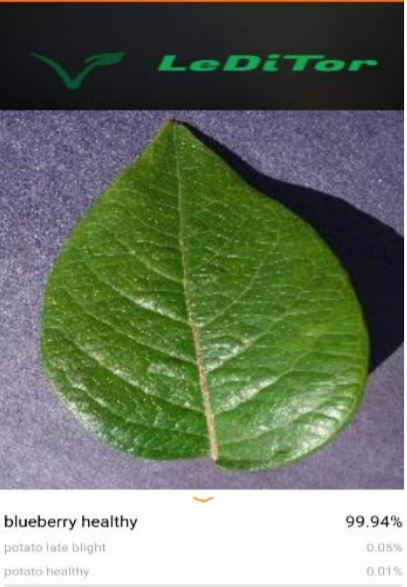 LeDiTor
blueberry healthy 99.94%
potato late blight 0.05%
potato healthy 0.01%